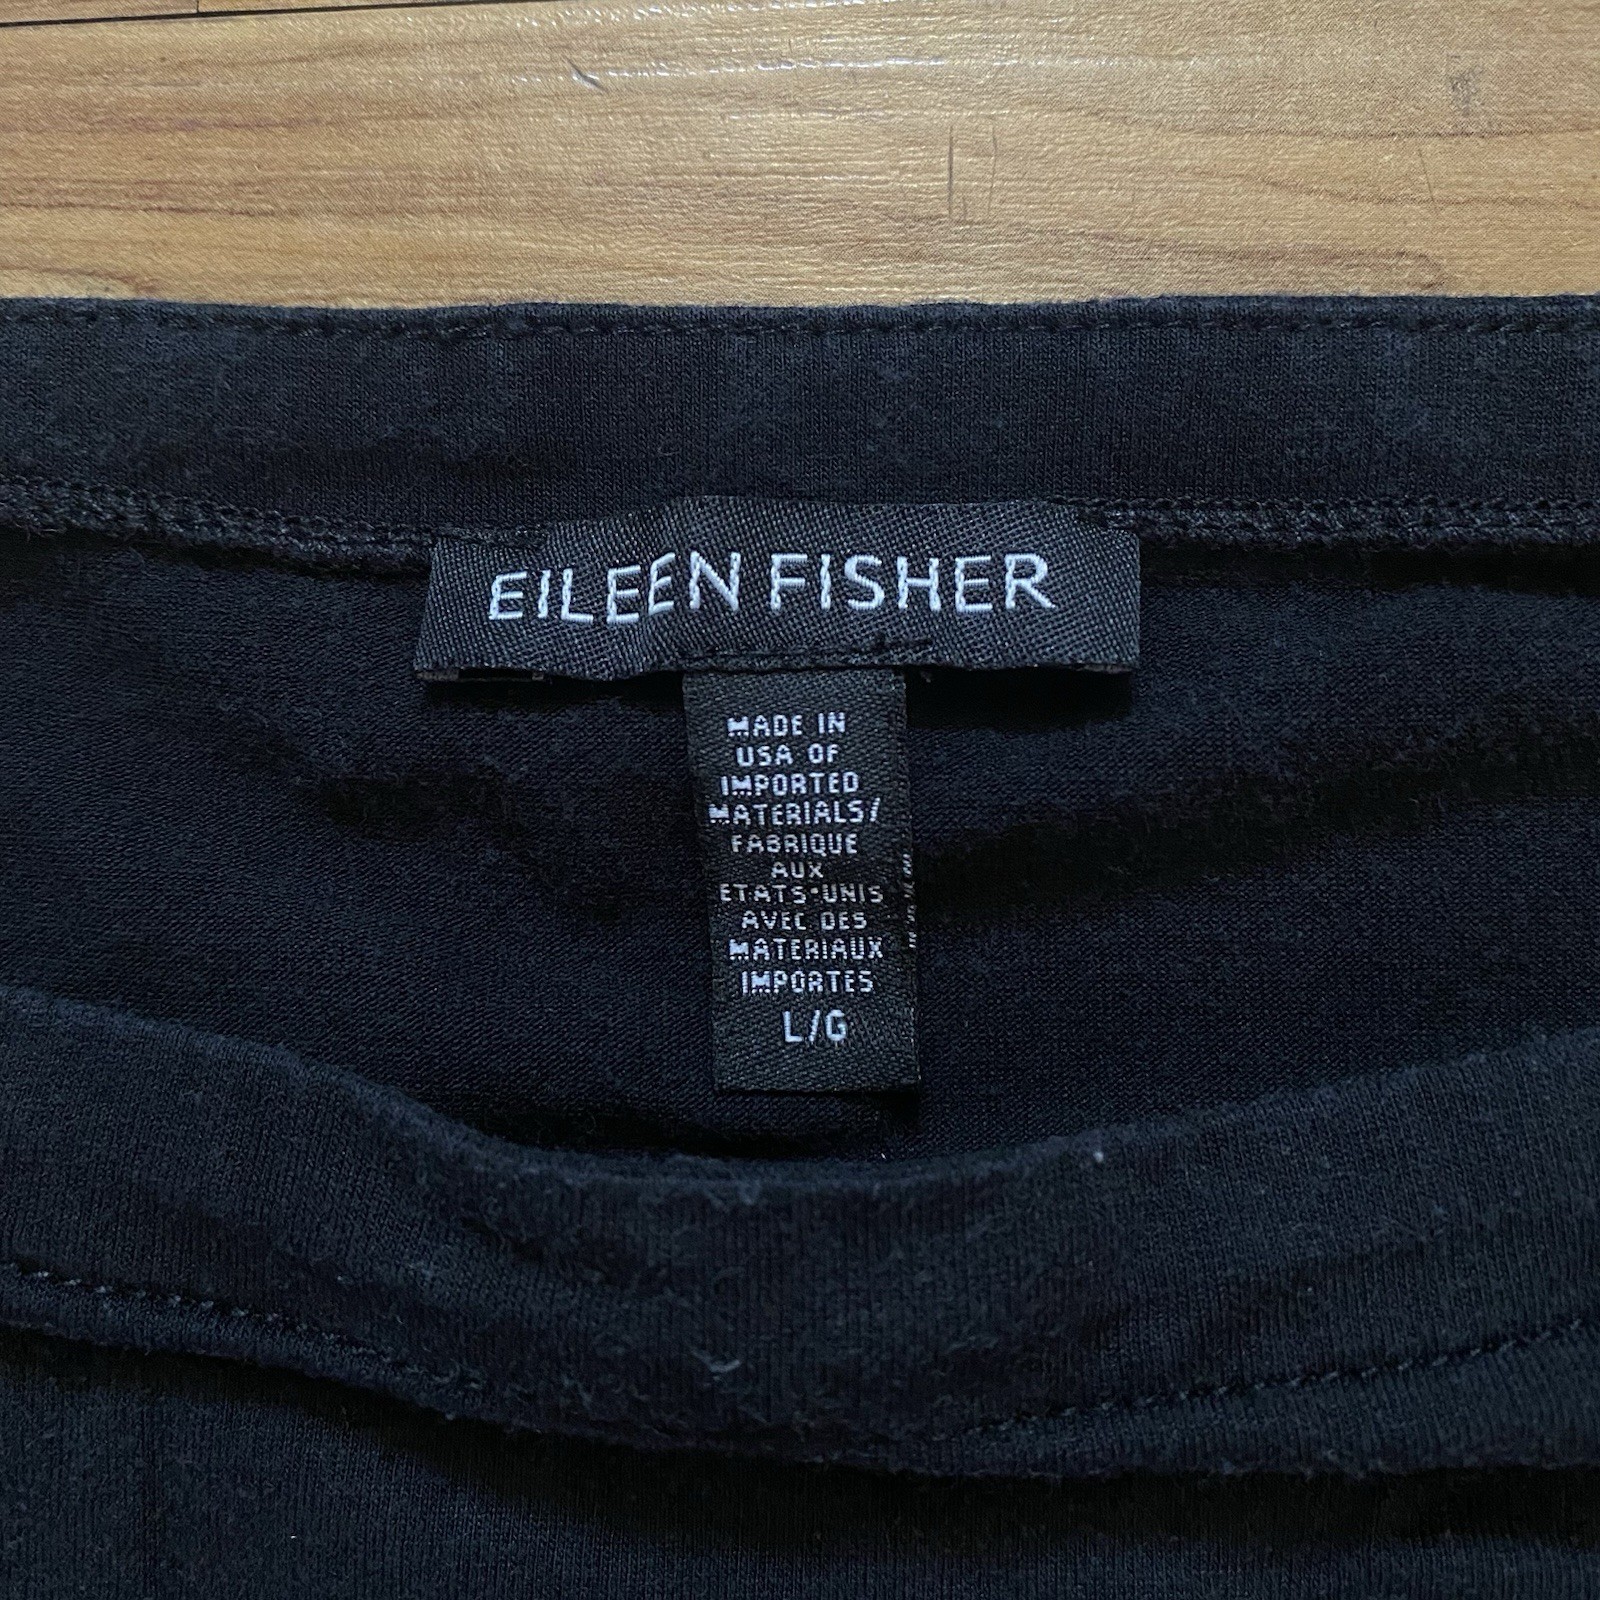 EILEEN FISHER
MADE IN
USA OF
IMPORTED
MATERIALS/
FABRIQUE
AUX
ETATS-UNIS
AVEC DES
MATERIAUX
IMPORTES
L/G